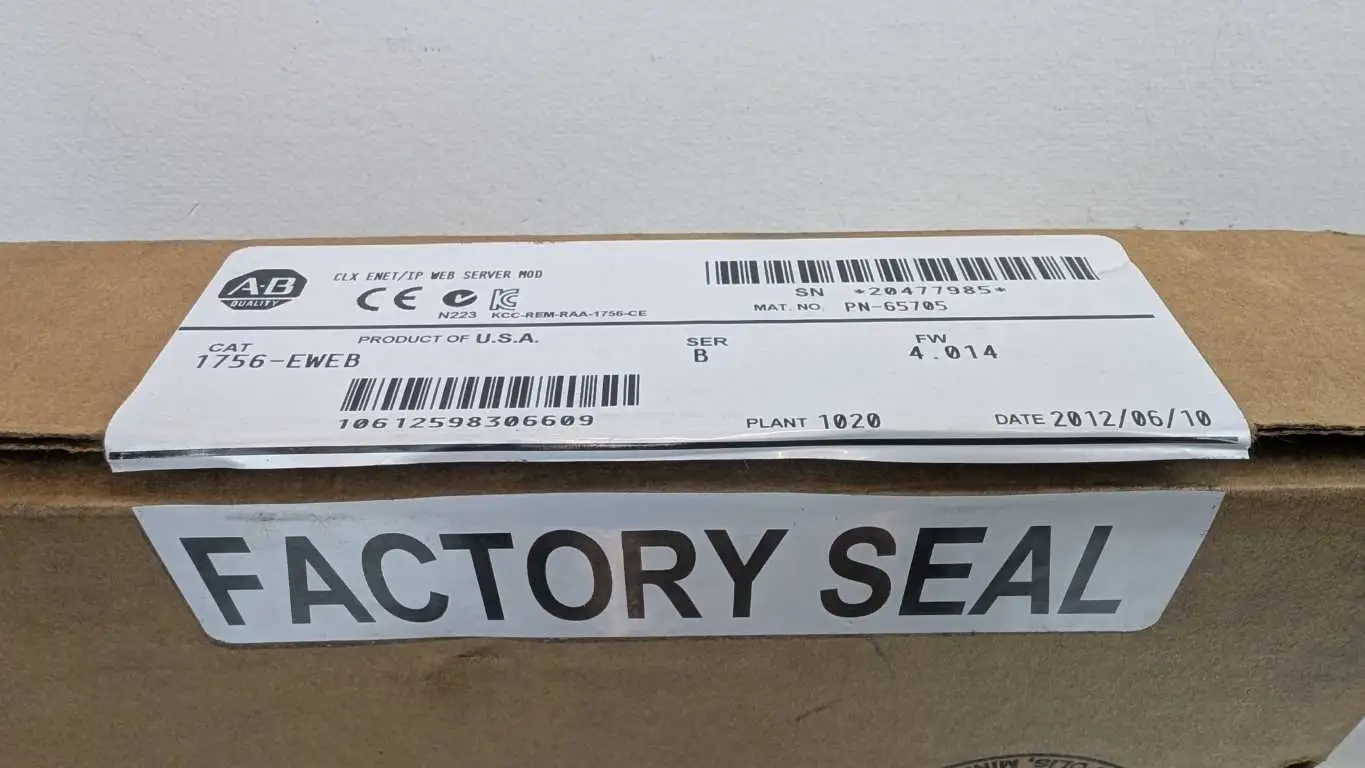 A-B
QUALITY
CLX ENET/IP WEB SERVER MOD
CE
N223 KCC-REM-RAA-1756-CE
SN *20477985*
MAT. NO. PN-65705
PRODUCT OF U.S.A.
CAT
1756-EWEB
SER
B
FW
4.014
10612598306609
PLANT 1020
DATE 2012/06/10
FACTORY SEAL